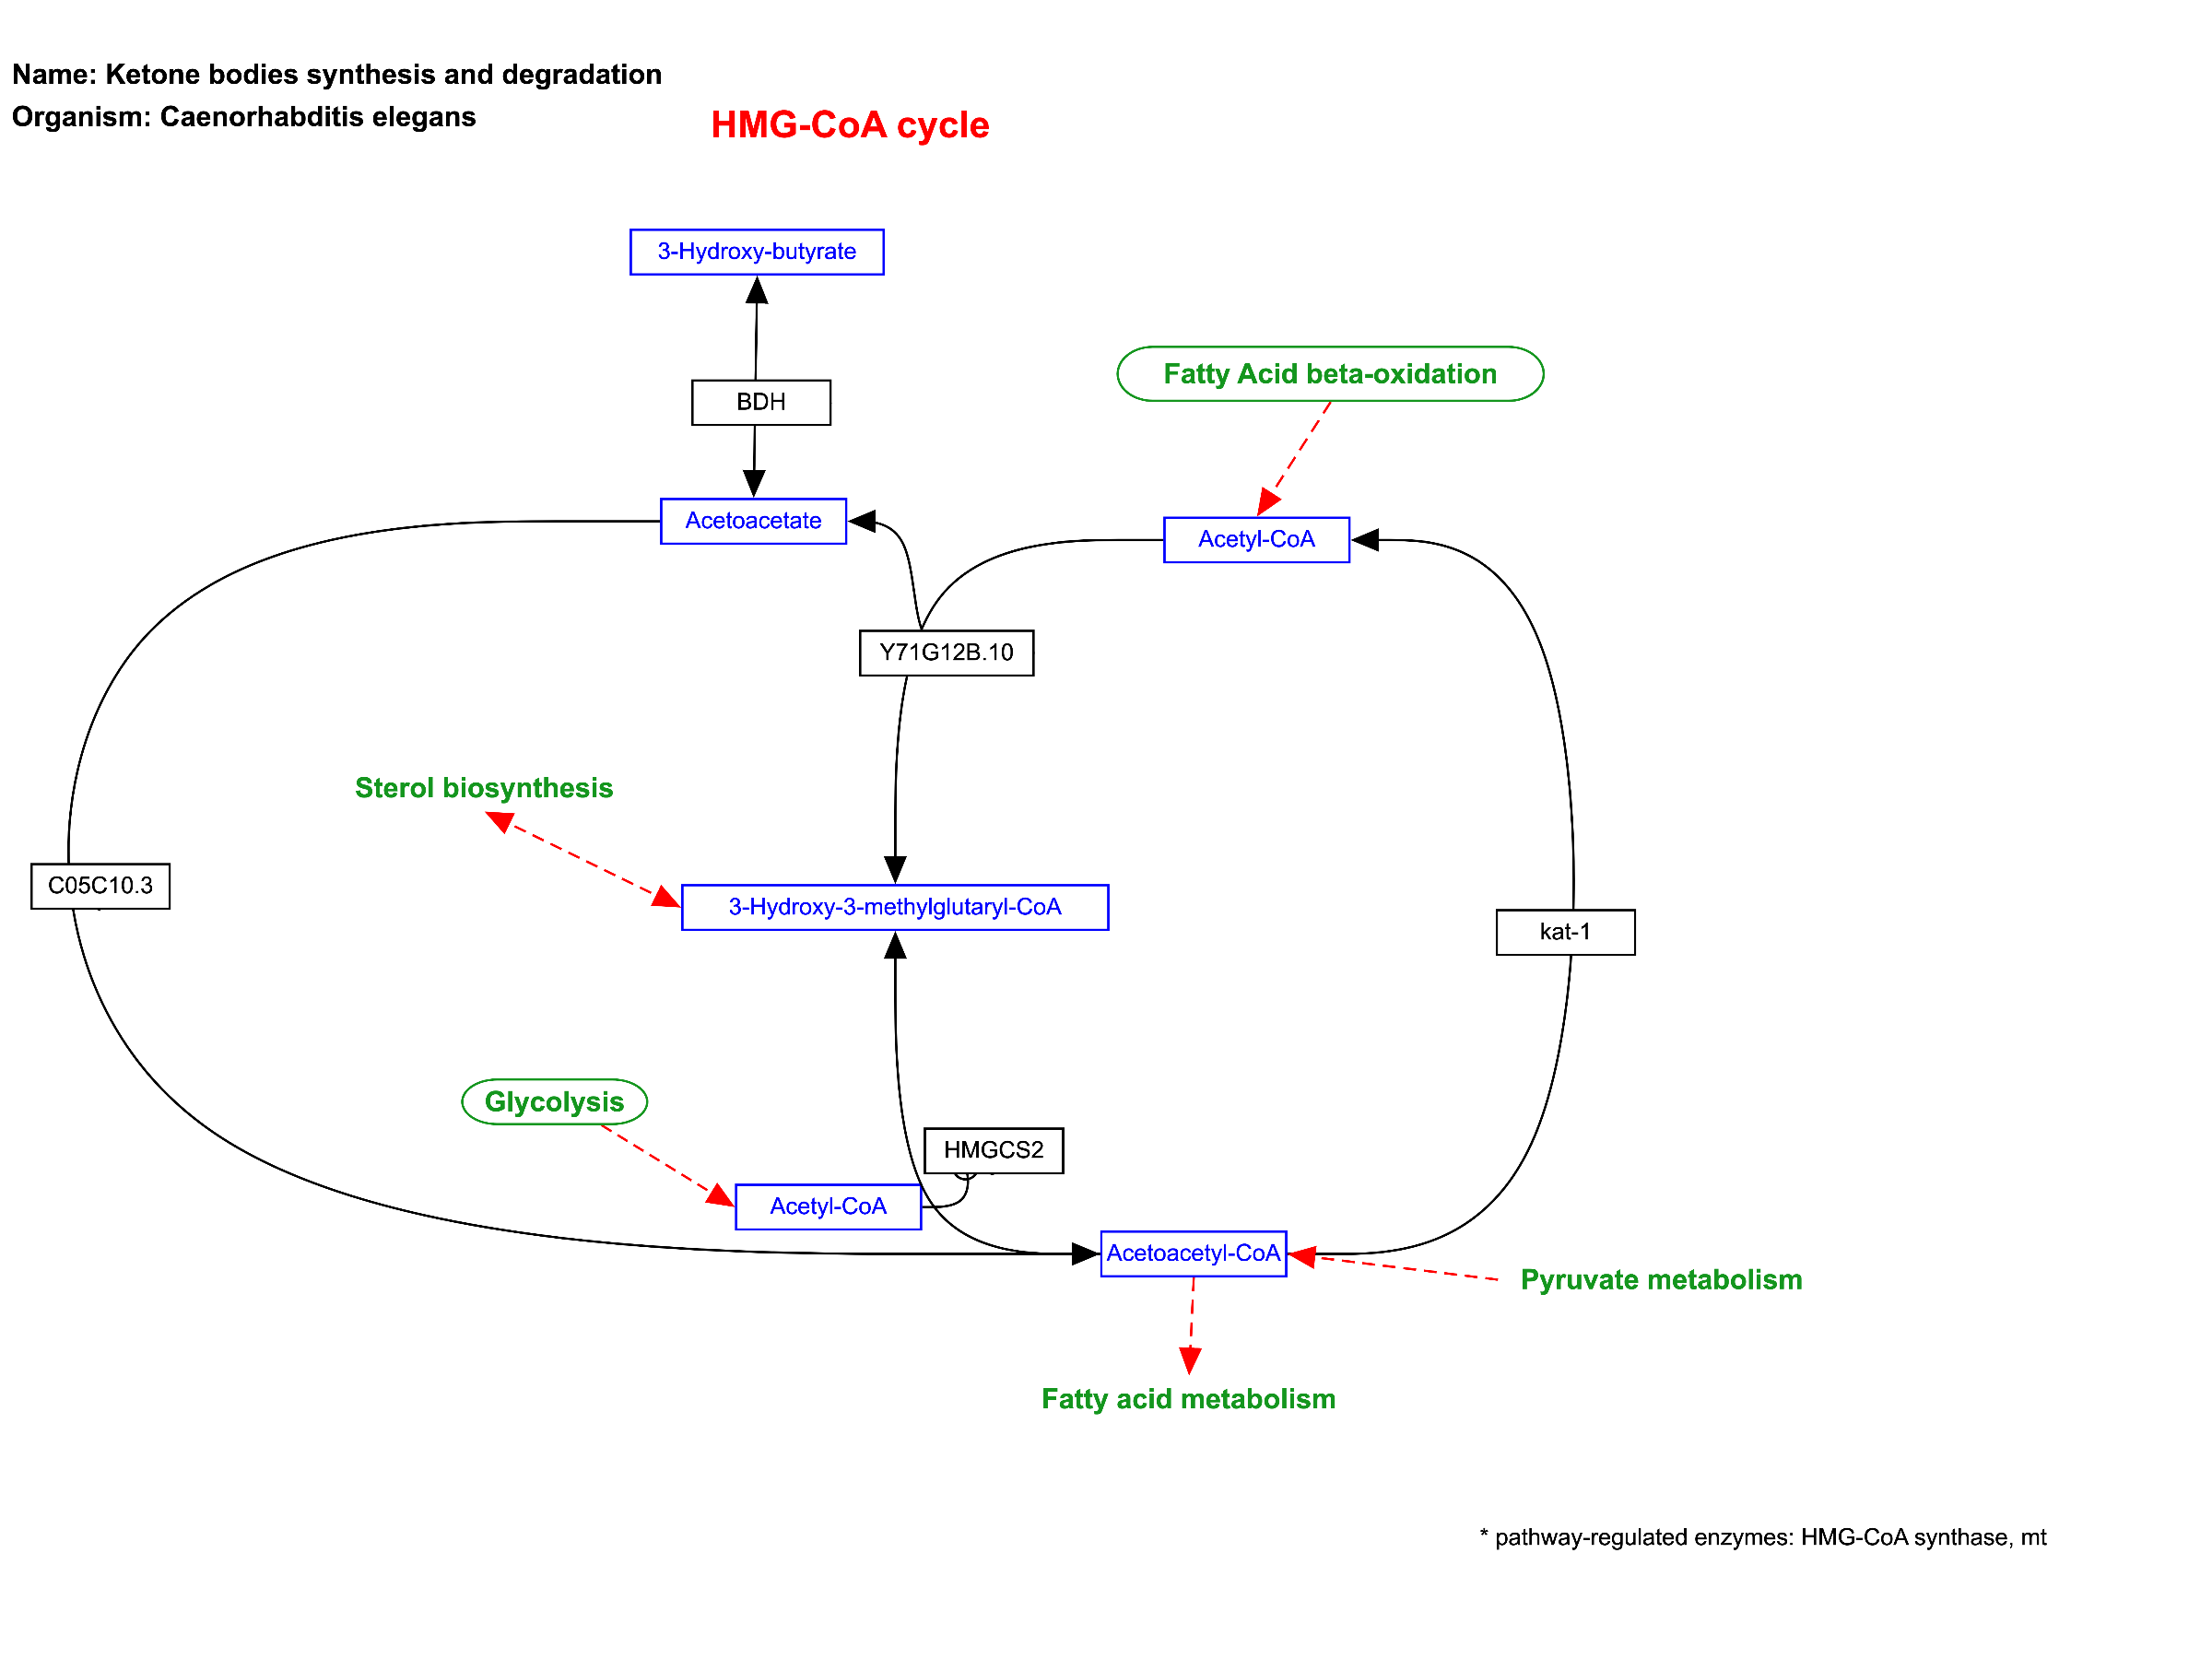 Name: Ketone bodies synthesis and degradation
Organism: Caenorhabditis elegans
HMG-CoA cycle
3-Hydroxy-butyrate
Fatty Acid beta-oxidation
BDH
Acetoacetate
Acetyl-CoA
Y71G12B.10
Sterol biosynthesis
C05C10.3
3-Hydroxy-3-methylglutaryl-CoA
kat-1
Glycolysis
HMGCS2
Acetyl-CoA
Acetoacetyl-CoA
Pyruvate metabolism
Fatty acid metabolism
* pathway-regulated enzymes: HMG-CoA synthase, mt